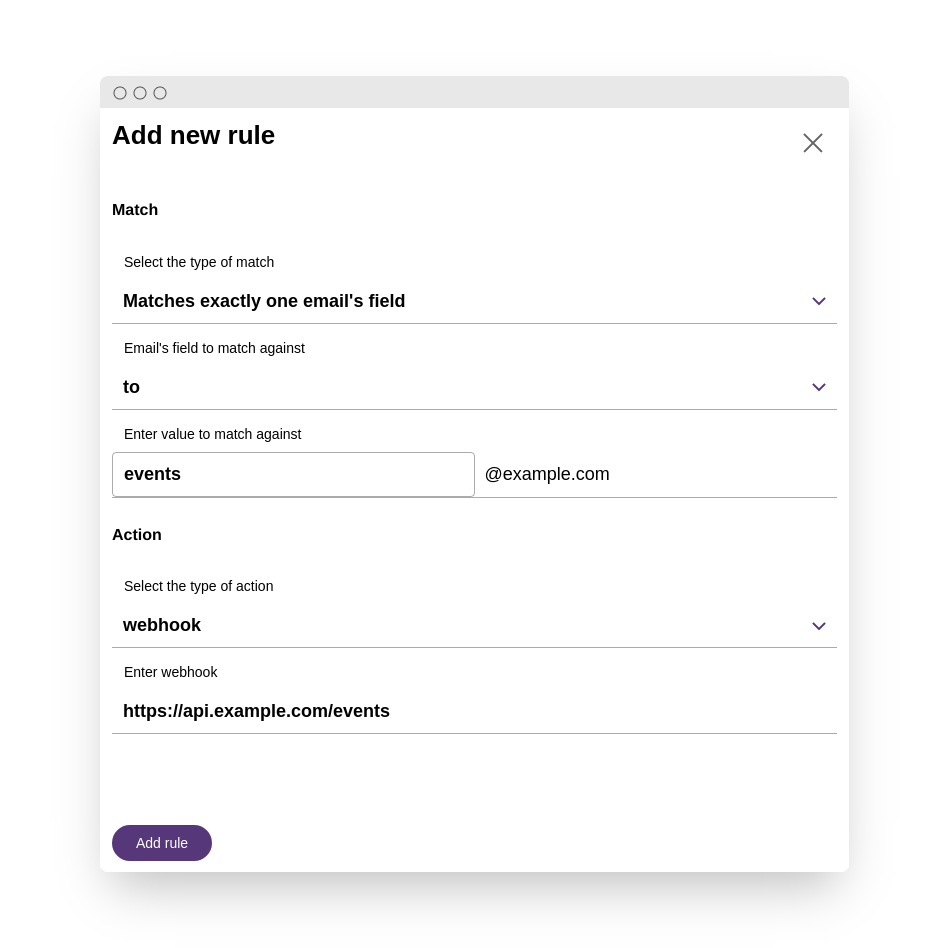 Add new rule
Match
Select the type of match
Matches exactly one email's field
Email's field to match against
to
Enter value to match against
events @example.com
Action
Select the type of action
webhook
Enter webhook
https://api.example.com/events
Add rule